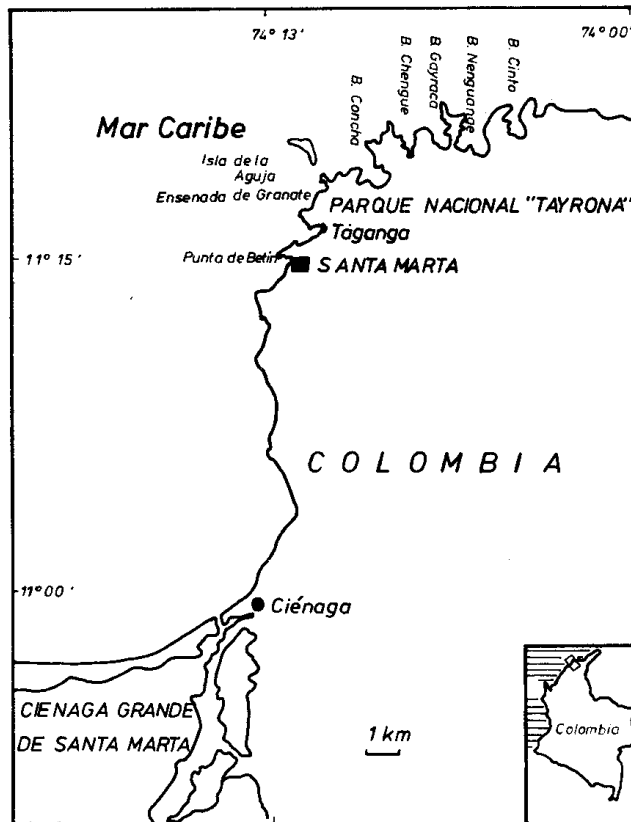 74° 13'
74° 00'
B. Concha
B. Chengue
B. Gayraca
B. Nenguange
B. Cinto
Mar Caribe
Isla de la
Aguja
Ensenada de Granate
PARQUE NACIONAL "TAYRONA"
Taganga
Punta de Betín
11° 15'
SANTA MARTA
COLOMBIA
11° 00'
Ciénaga
CIENAGA GRANDE
DE SANTA MARTA
1 km
Colombia